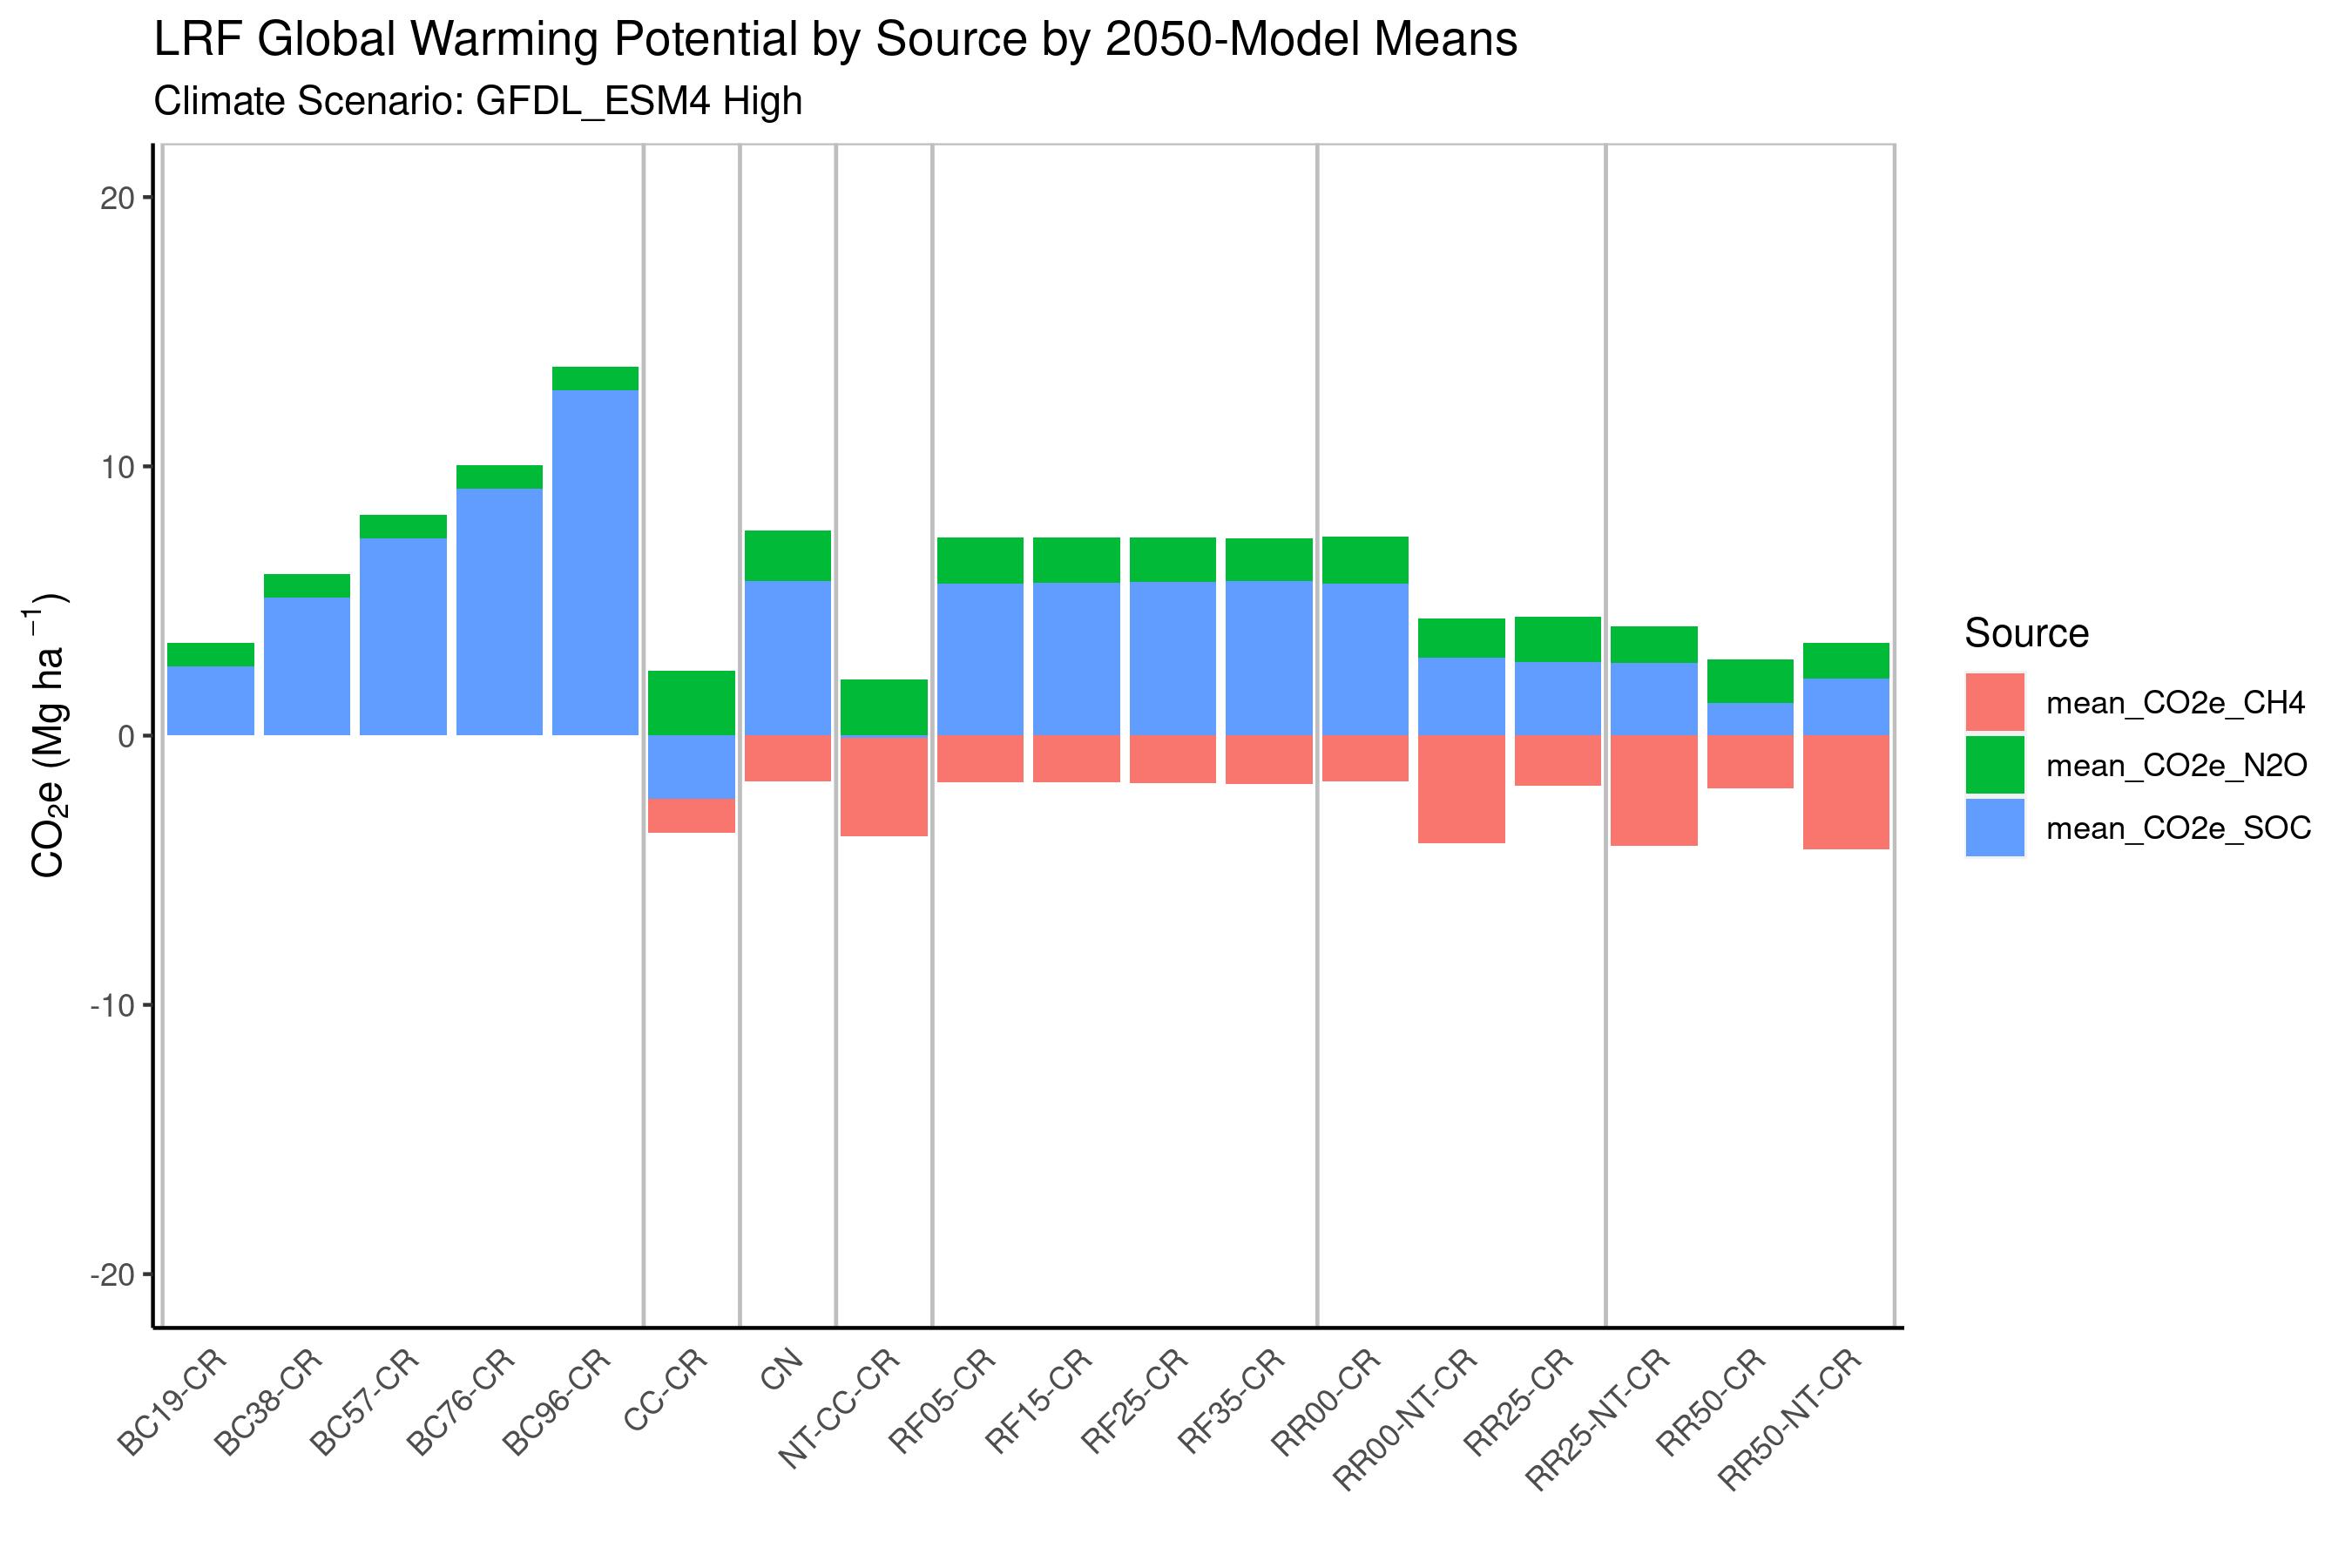 LRF Global Warming Potential by Source by 2050-Model Means
Climate Scenario: GFDL_ESM4 High
CO2e (Mg ha −1)
20
10
0
-10
-20
BC19-CR
BC38-CR
BC57-CR
BC76-CR
BC96-CR
CC-CR
CN
NT-CC-CR
RF05-CR
RF15-CR
RF25-CR
RF35-CR
RR00-CR
RR00-NT-CR
RR25-CR
RR25-NT-CR
RR50-CR
RR50-NT-CR
Source
mean_CO2e_CH4
mean_CO2e_N2O
mean_CO2e_SOC